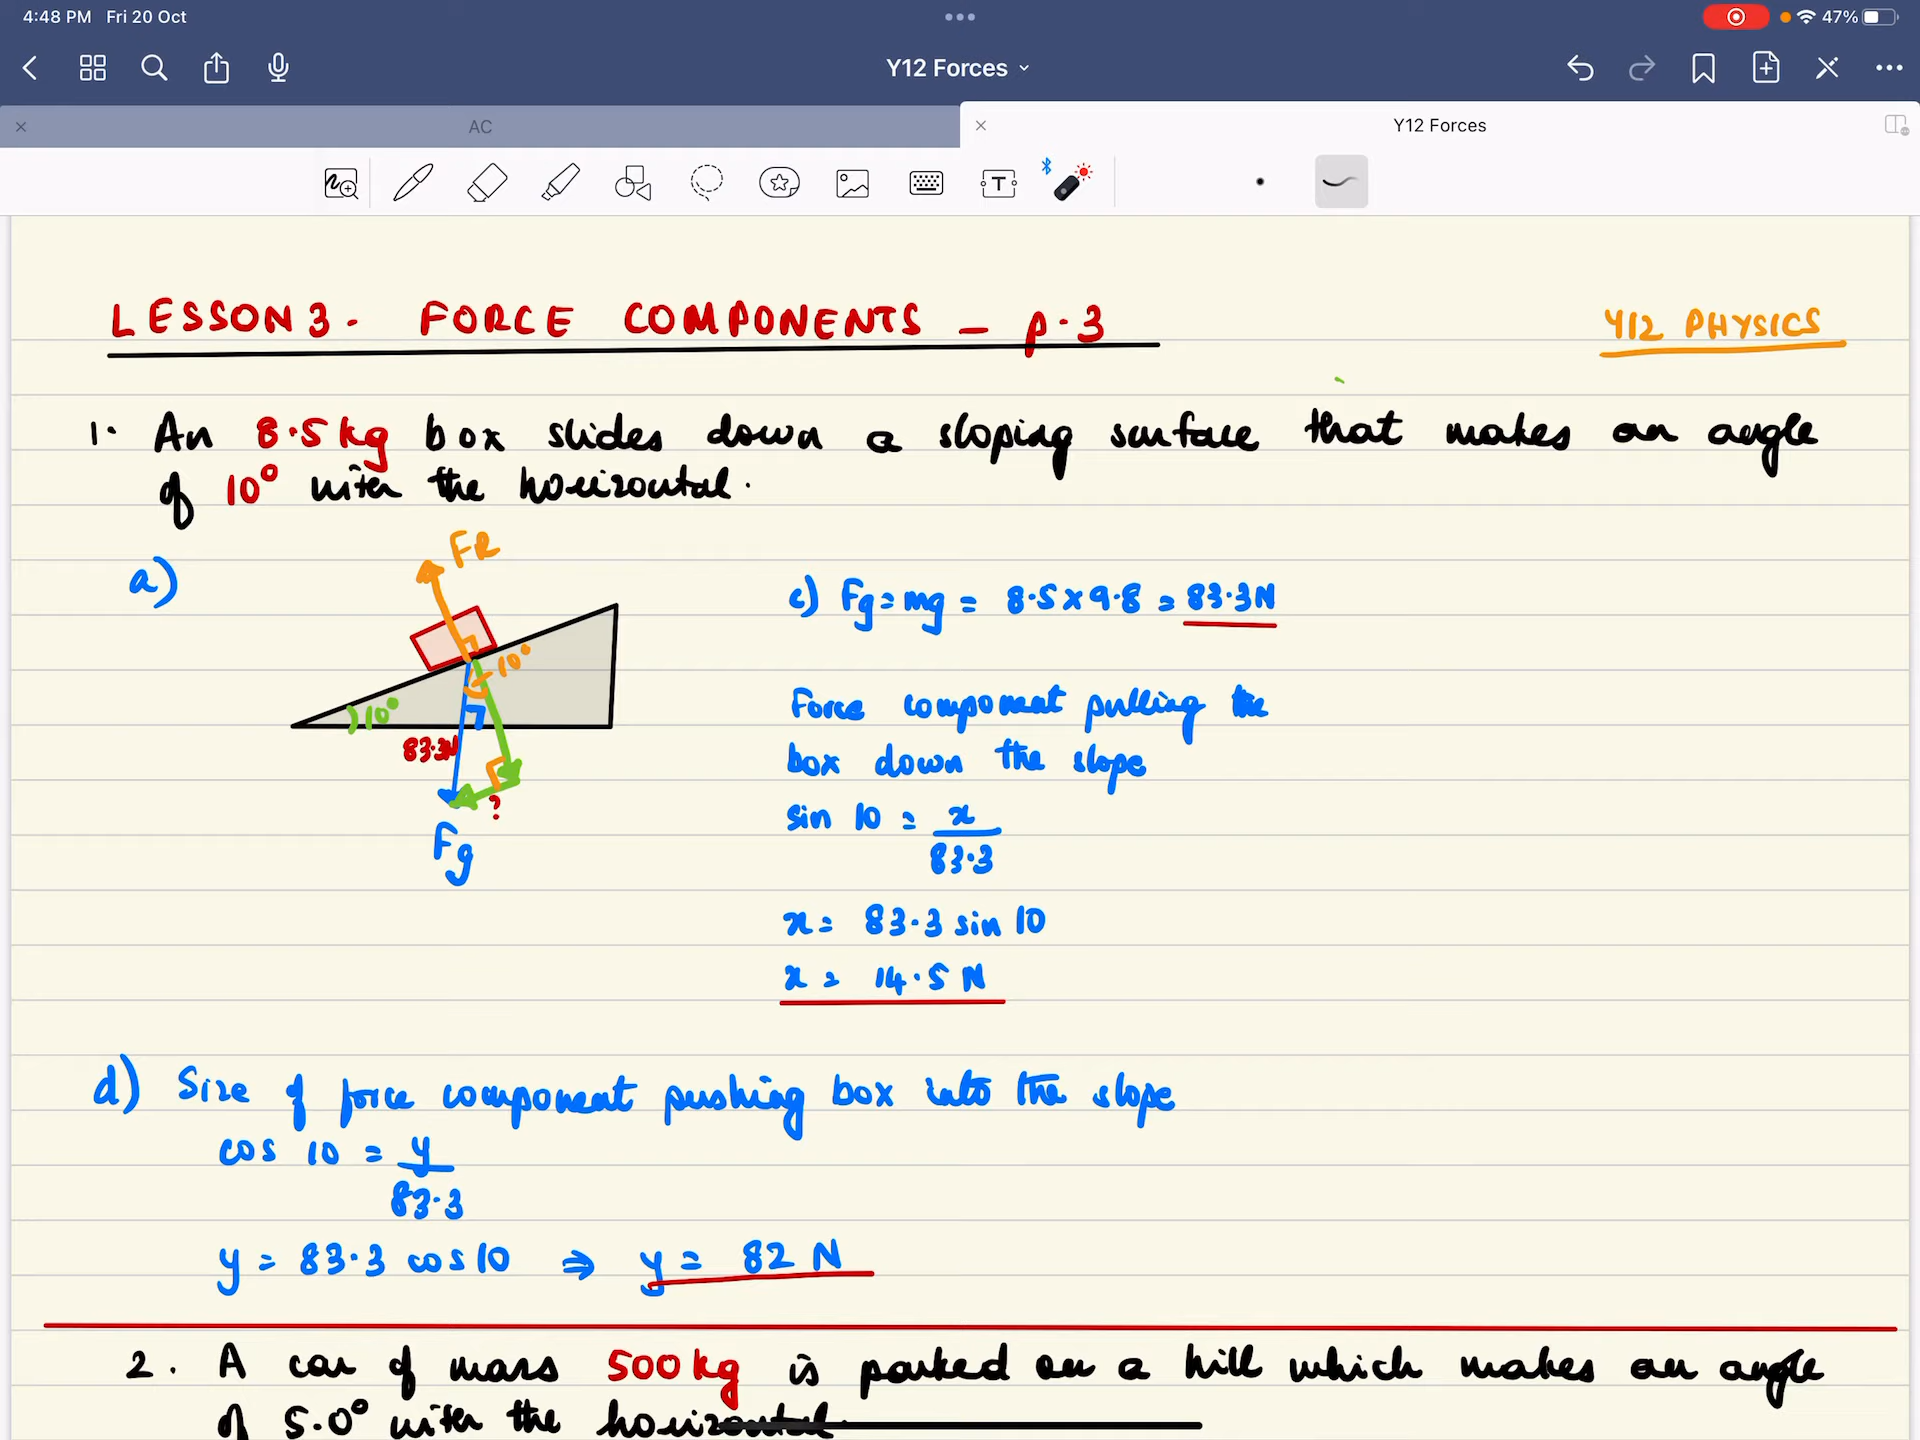 4:48 PM Fri 20 Oct
47%
Y12 Forces
AC
Y12 Forces
T
LESSON 3. FORCE COMPONENTS - p.3
Y12 PHYSICS
1. An 8.5kg box slides down a sloping surface that makes an angle
of 10° with the horizontal.
a)
FR
10°
10°
83.3N
?
Fg
c) Fg = mg = 8.5 x 9.8 = 83.3N
Force component pulling the
box down the slope
sin 10 = x
83.3
x = 83.3 sin 10
x = 14.5 N
d) Size of force component pushing box into the slope
cos 10 = y
83.3
y = 83.3 cos 10 ⇒ y = 82 N
2. A car of mass 500kg is parked on a hill which makes an angle
of 5.0° with the horizontal.